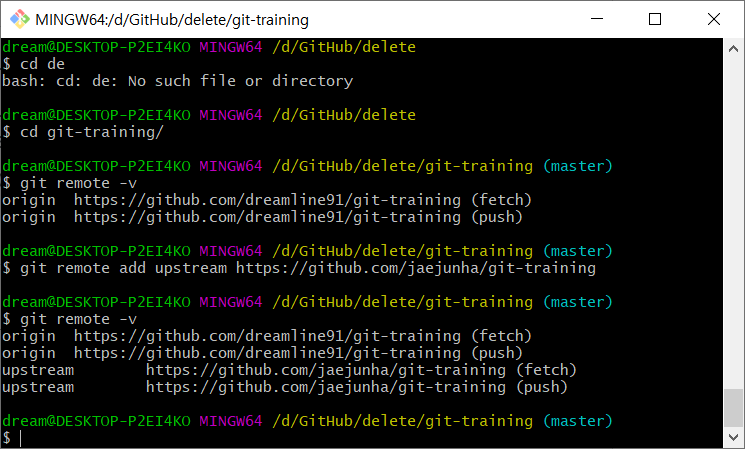 MINGW64:/d/GitHub/delete/git-training
dream@DESKTOP-P2EI4KO MINGW64 /d/GitHub/delete
$ cd de
bash: cd: de: No such file or directory
dream@DESKTOP-P2EI4KO MINGW64 /d/GitHub/delete
$ cd git-training/
dream@DESKTOP-P2EI4KO MINGW64 /d/GitHub/delete/git-training (master)
$ git remote -v
origin  https://github.com/dreamline91/git-training (fetch)
origin  https://github.com/dreamline91/git-training (push)
dream@DESKTOP-P2EI4KO MINGW64 /d/GitHub/delete/git-training (master)
$ git remote add upstream https://github.com/jaejunha/git-training
dream@DESKTOP-P2EI4KO MINGW64 /d/GitHub/delete/git-training (master)
$ git remote -v
origin  https://github.com/dreamline91/git-training (fetch)
origin  https://github.com/dreamline91/git-training (push)
upstream        https://github.com/jaejunha/git-training (fetch)
upstream        https://github.com/jaejunha/git-training (push)
dream@DESKTOP-P2EI4KO MINGW64 /d/GitHub/delete/git-training (master)
$